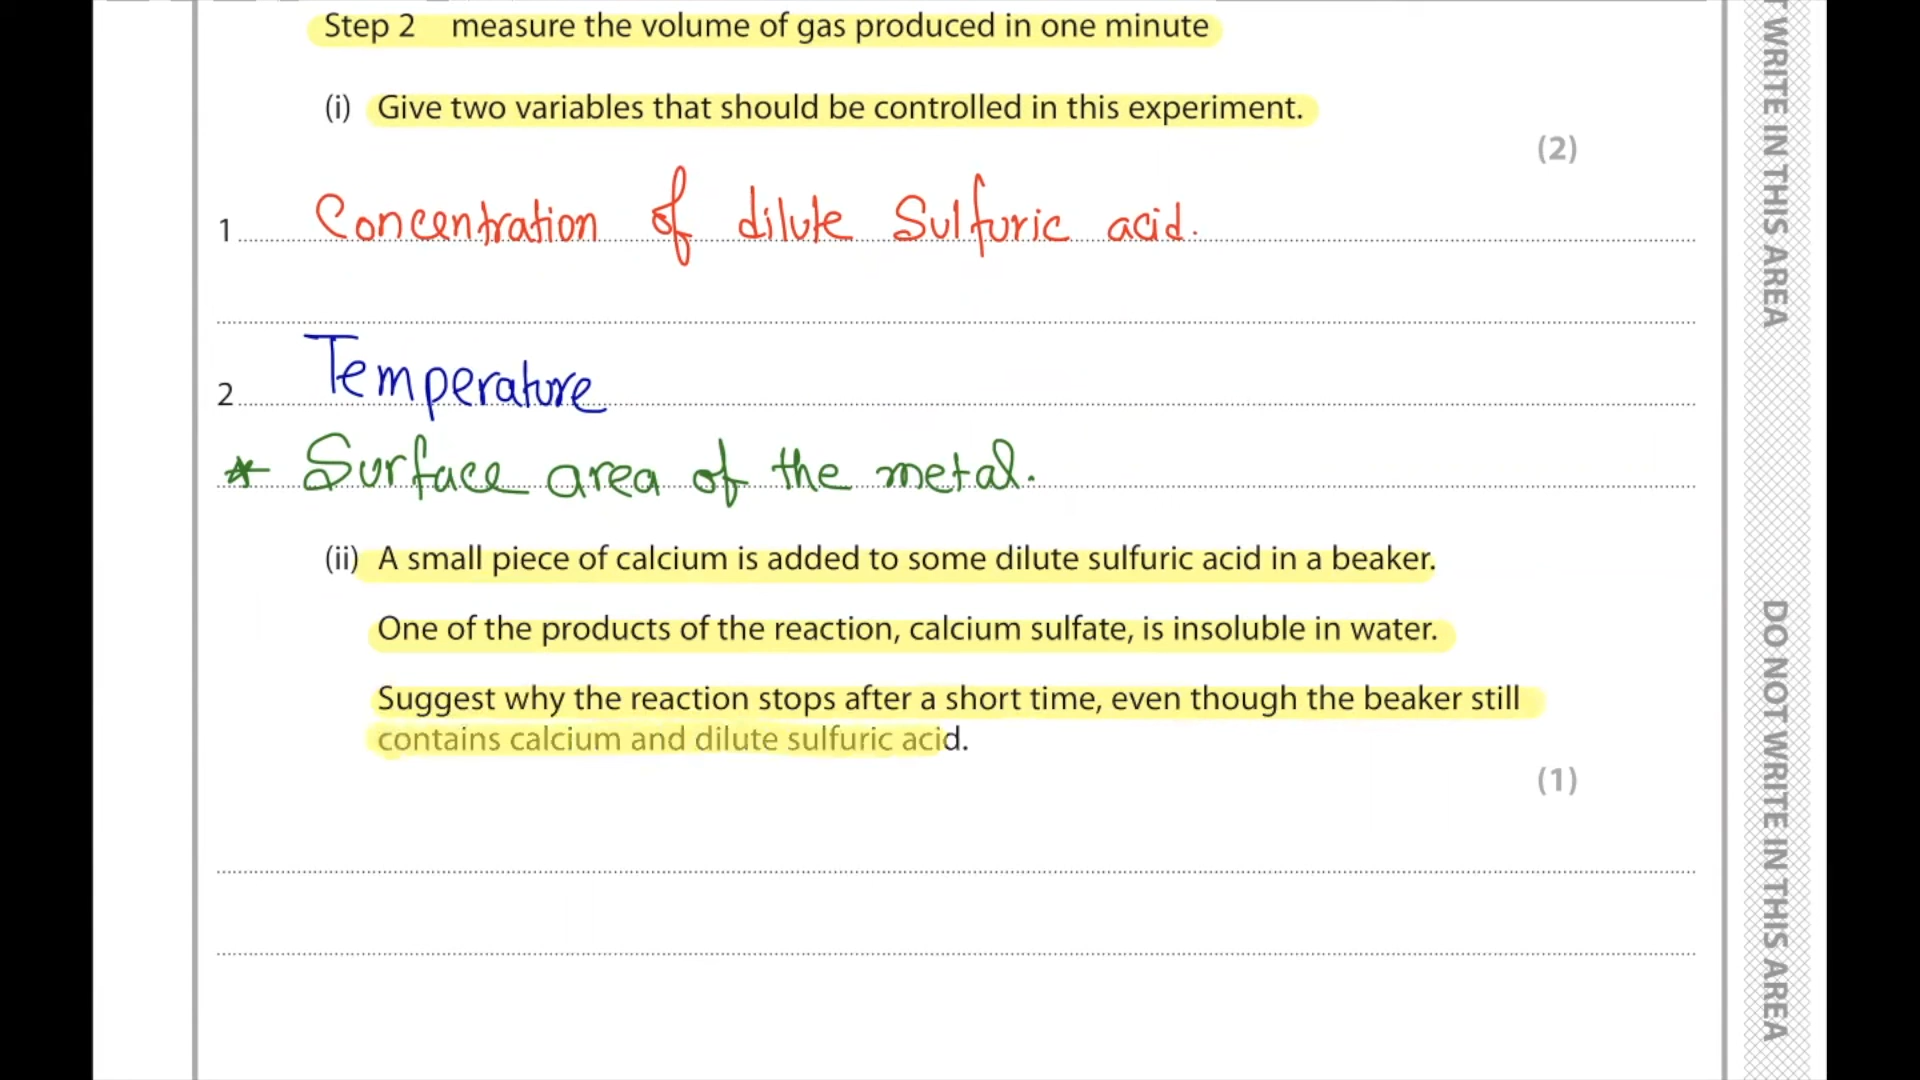 Step 2 measure the volume of gas produced in one minute
(i) Give two variables that should be controlled in this experiment.
(2)
1 Concentration of dilute Sulfuric acid.
2 Temperature
* Surface area of the metal.
(ii) A small piece of calcium is added to some dilute sulfuric acid in a beaker.
One of the products of the reaction, calcium sulfate, is insoluble in water.
Suggest why the reaction stops after a short time, even though the beaker still
contains calcium and dilute sulfuric acid.
(1)
T WRITE IN THIS AREA
DO NOT WRITE IN THIS AREA